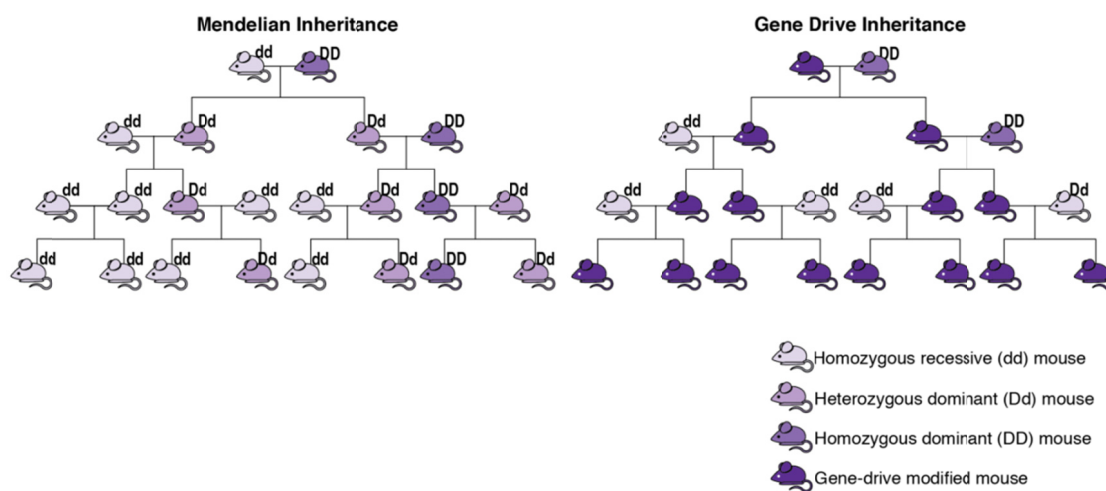 Mendelian Inheritance
Gene Drive Inheritance
dd DD
DD
dd Dd Dd DD
dd DD
dd dd Dd dd dd Dd DD Dd
dd dd dd Dd
dd dd dd Dd dd Dd DD Dd
Homozygous recessive (dd) mouse
Heterozygous dominant (Dd) mouse
Homozygous dominant (DD) mouse
Gene-drive modified mouse